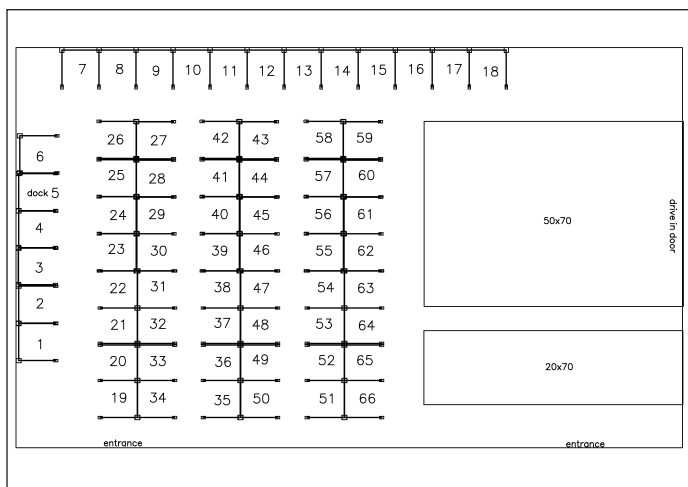 7 8 9 10 11 12 13 14 15 16 17 18
26 27 42 43 58 59
6
25 28 41 44 57 60
dock 5
24 29 40 45 56 61
50x70
drive in door
4
23 30 39 46 55 62
3
22 31 38 47 54 63
2
21 32 37 48 53 64
1
20 33 36 49 52 65
20x70
19 34 35 50 51 66
entrance entrance